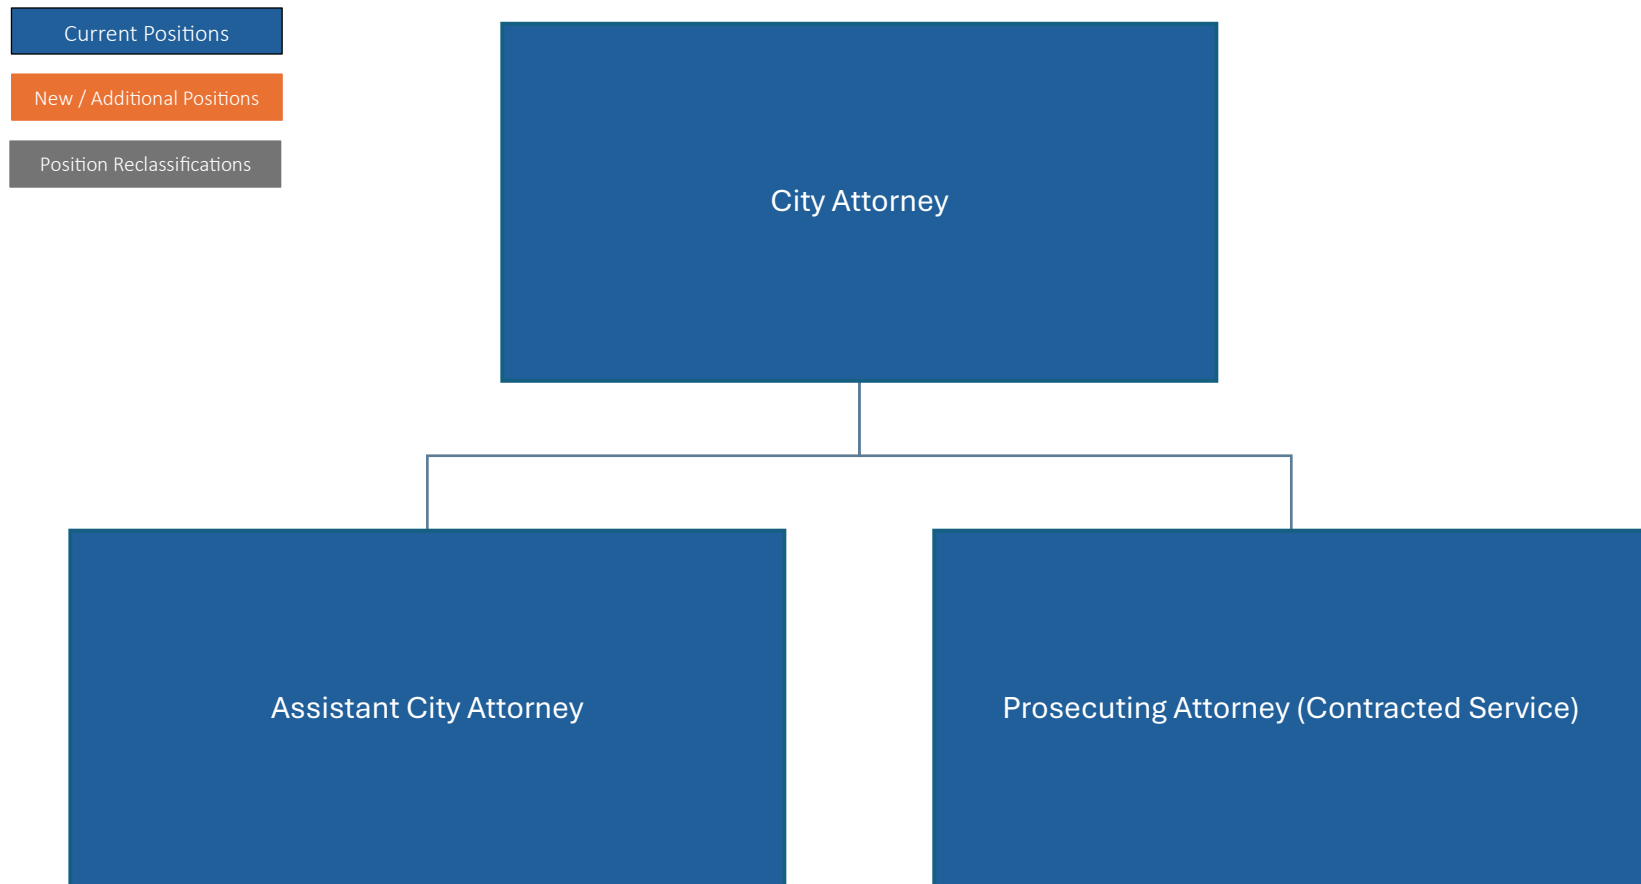 Current Positions
New / Additional Positions
Position Reclassifications
City Attorney
Assistant City Attorney
Prosecuting Attorney (Contracted Service)